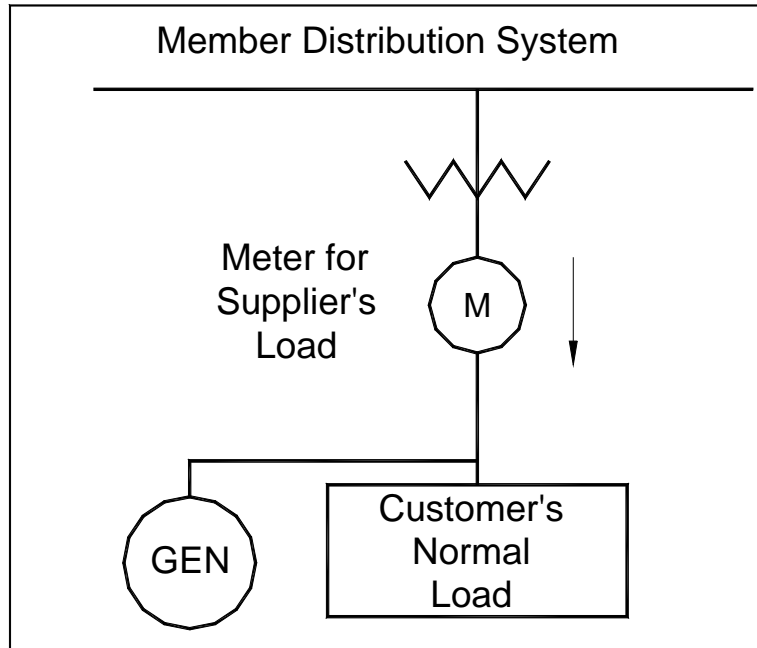 Member Distribution System
Meter for
Supplier's
Load
M
GEN
Customer's
Normal
Load